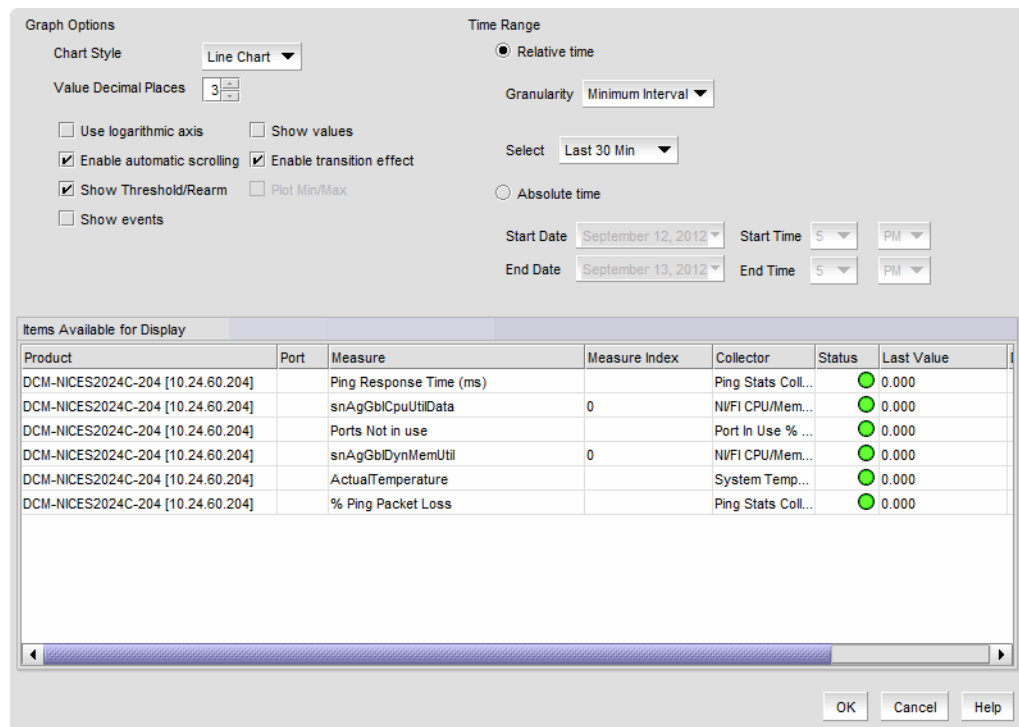 Graph Options
Chart Style Line Chart
Value Decimal Places 3
Use logarithmic axis Show values
Enable automatic scrolling Enable transition effect
Show Threshold/Rearm Plot Min/Max
Show events
Time Range
Relative time
Granularity Minimum Interval
Select Last 30 Min
Absolute time
Start Date September 12, 2012 Start Time 5 PM
End Date September 13, 2012 End Time 5 PM
Items Available for Display
Product Port Measure Measure Index Collector Status Last Value
DCM-NICES2024C-204 [10.24.60.204] Ping Response Time (ms) Ping Stats Coll... 0.000
DCM-NICES2024C-204 [10.24.60.204] snAgGblCpuUtilData 0 NI/FI CPU/Mem... 0.000
DCM-NICES2024C-204 [10.24.60.204] Ports Not in use Port In Use % ... 0.000
DCM-NICES2024C-204 [10.24.60.204] snAgGblDynMemUtil 0 NI/FI CPU/Mem... 0.000
DCM-NICES2024C-204 [10.24.60.204] ActualTemperature System Temp... 0.000
DCM-NICES2024C-204 [10.24.60.204] % Ping Packet Loss Ping Stats Coll... 0.000
OK Cancel Help